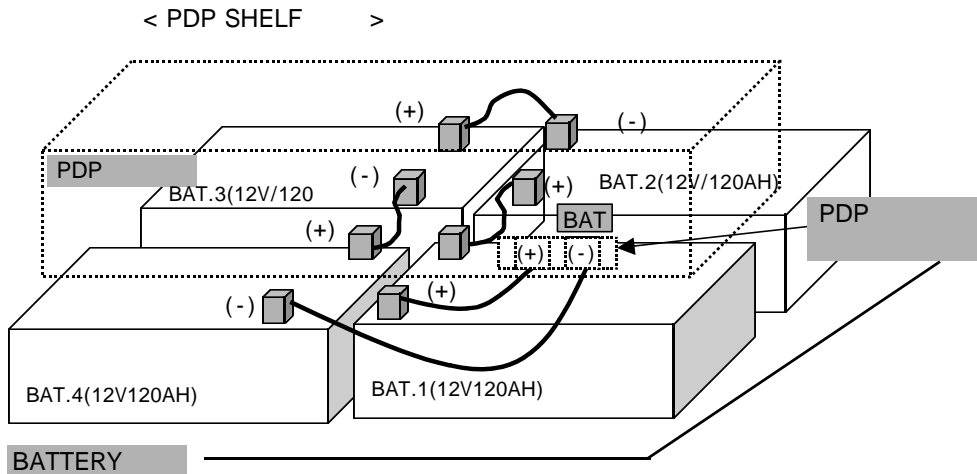 < PDP SHELF >
(+)
(-)
PDP
BAT.3(12V/120
(-)
(+)
BAT.2(12V/120AH)
PDP
BAT
(+)
(+) (-)
(-)
(+)
BAT.4(12V120AH)
BAT.1(12V120AH)
BATTERY